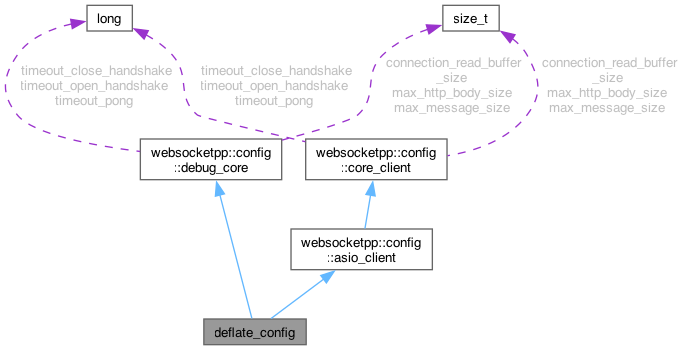 long
size_t
timeout_close_handshake
timeout_open_handshake
timeout_pong
timeout_close_handshake
timeout_open_handshake
timeout_pong
connection_read_buffer
_size
max_http_body_size
max_message_size
connection_read_buffer
_size
max_http_body_size
max_message_size
websocketpp::config
::debug_core
websocketpp::config
::core_client
websocketpp::config
::asio_client
deflate_config